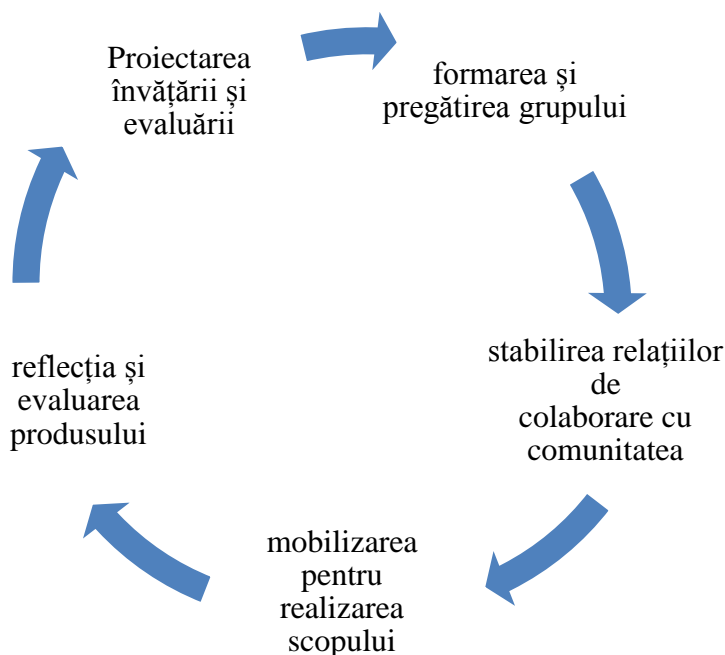 Proiectarea
învățării și
evaluării
formarea și
pregătirea grupului
stabilirea relațiilor
de
colaborare cu
comunitatea
mobilizarea
pentru
realizarea
scopului
reflecția și
evaluarea
produsului